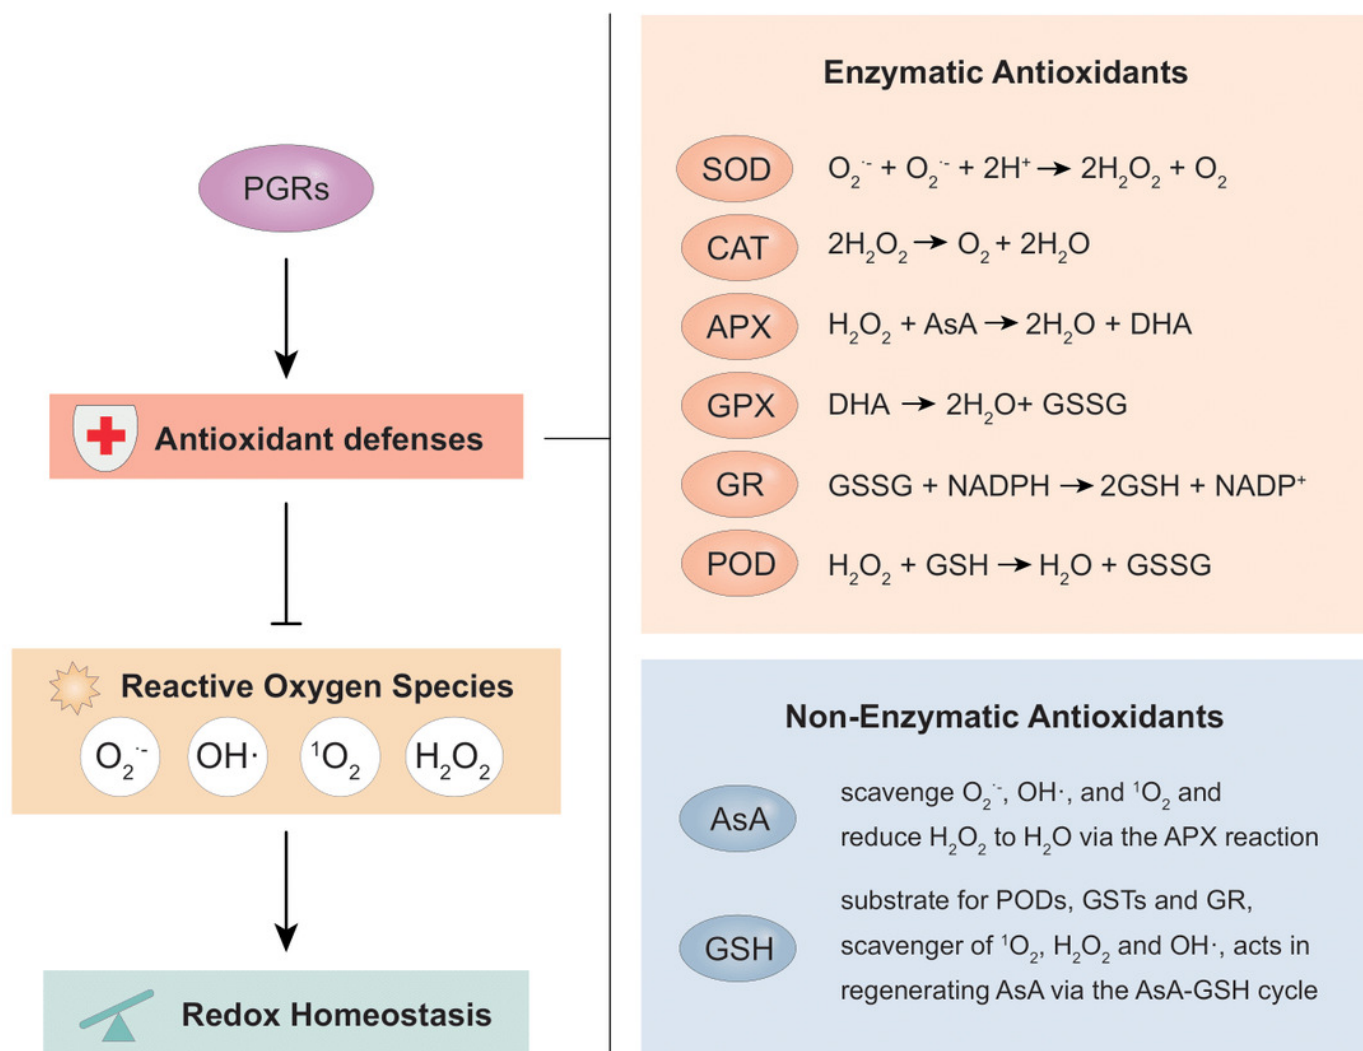 PGRs
Antioxidant defenses
Reactive Oxygen Species
O₂·⁻ OH· ¹O₂ H₂O₂
Redox Homeostasis
Enzymatic Antioxidants
SOD O₂·⁻ + O₂·⁻ + 2H⁺ → 2H₂O₂ + O₂
CAT 2H₂O₂ → O₂ + 2H₂O
APX H₂O₂ + AsA → 2H₂O + DHA
GPX DHA → 2H₂O+ GSSG
GR GSSG + NADPH → 2GSH + NADP⁺
POD H₂O₂ + GSH → H₂O + GSSG
Non-Enzymatic Antioxidants
AsA
scavenge O₂·⁻, OH·, and ¹O₂ and
reduce H₂O₂ to H₂O via the APX reaction
GSH
substrate for PODs, GSTs and GR,
scavenger of ¹O₂, H₂O₂ and OH·, acts in
regenerating AsA via the AsA-GSH cycle